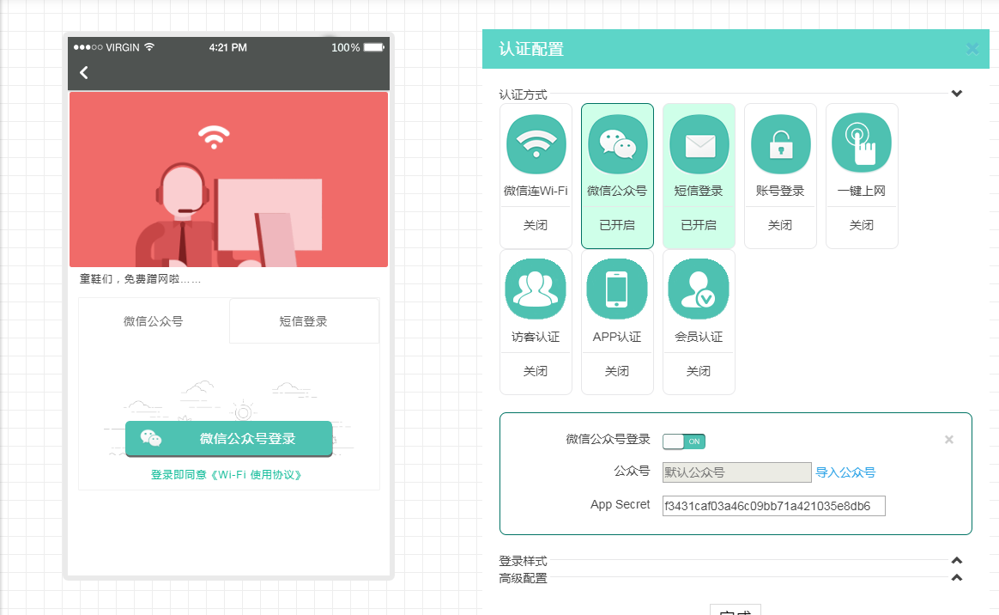 VIRGIN 4:21 PM 100%
童鞋们，免费蹭网啦……
微信公众号 短信登录
微信公众号登录
登录即同意《Wi-Fi 使用协议》
认证配置
认证方式
微信连Wi-Fi 微信公众号 短信登录 账号登录 一键上网
关闭 已开启 已开启 关闭 关闭
访客认证 APP认证 会员认证
关闭 关闭 关闭
微信公众号登录 ON
公众号 默认公众号 导入公众号
App Secret f3431caf03a46c09bb71a421035e8db6
登录样式
高级配置
完成